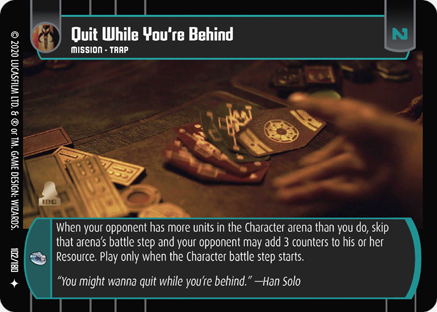 Quit While You're Behind
MISSION - TRAP
N
IDC
When your opponent has more units in the Character arena than you do, skip
that arena's battle step and your opponent may add 3 counters to his or her
Resource. Play only when the Character battle step starts.
"You might wanna quit while you're behind." —Han Solo
© 2020 LUCASFILM LTD. & ® or TM. GAME DESIGN: WIZARDS. 102/180